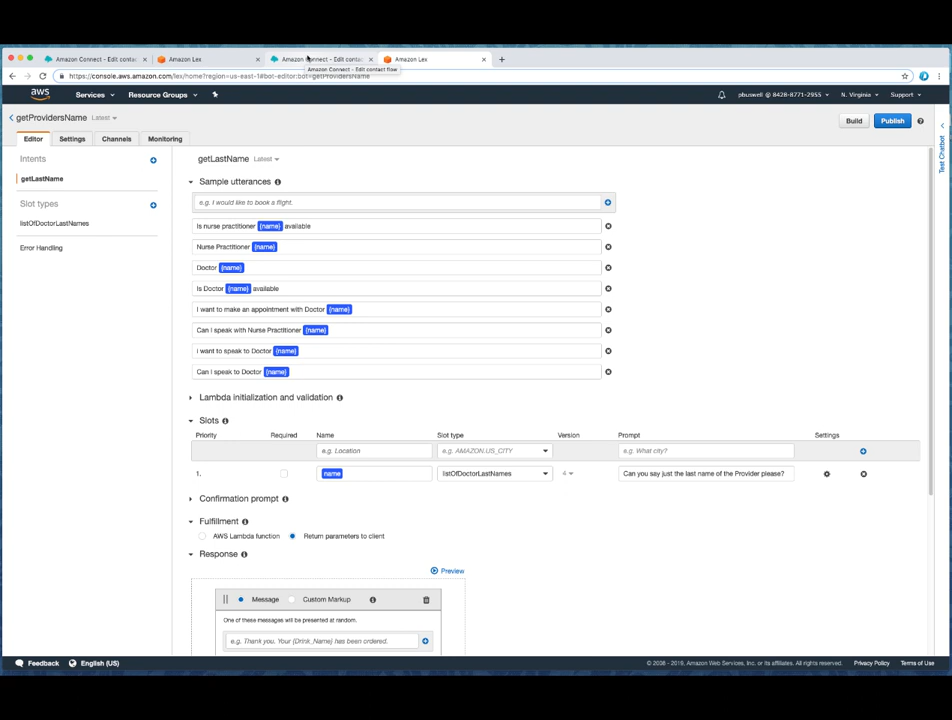 Amazon Connect - Edit contac
Amazon Lex
Amazon Connect - Edit contac
Amazon Lex
Amazon Connect - Edit contact flow
https://console.aws.amazon.com/lex/home?region=us-east-1#bot-editor:bot=getProvidersName
aws
Services
Resource Groups
pbuswell @ 8428-8771-2955
N. Virginia
Support
getProvidersName Latest
Build
Publish
Editor
Settings
Channels
Monitoring
Test Chatbot
Intents
getLastName
Slot types
listOfDoctorLastNames
Error Handling
getLastName Latest
Sample utterances
e.g. I would like to book a flight.
Is nurse practitioner {name} available
Nurse Practitioner {name}
Doctor {name}
Is Doctor {name} available
I want to make an appointment with Doctor {name}
Can I speak with Nurse Practitioner {name}
i want to speak to Doctor {name}
Can I speak to Doctor {name}
Lambda initialization and validation
Slots
Priority Required Name Slot type Version Prompt Settings
e.g. Location e.g. AMAZON.US_CITY e.g. What city?
1. name listOfDoctorLastNames 4 Can you say just the last name of the Provider please?
Confirmation prompt
Fulfillment
AWS Lambda function Return parameters to client
Response
Preview
Message Custom Markup
One of these messages will be presented at random.
e.g. Thank you. Your {Drink_Name} has been ordered.
Feedback English (US)
© 2008 - 2019, Amazon Web Services, Inc. or its affiliates. All rights reserved. Privacy Policy Terms of Use